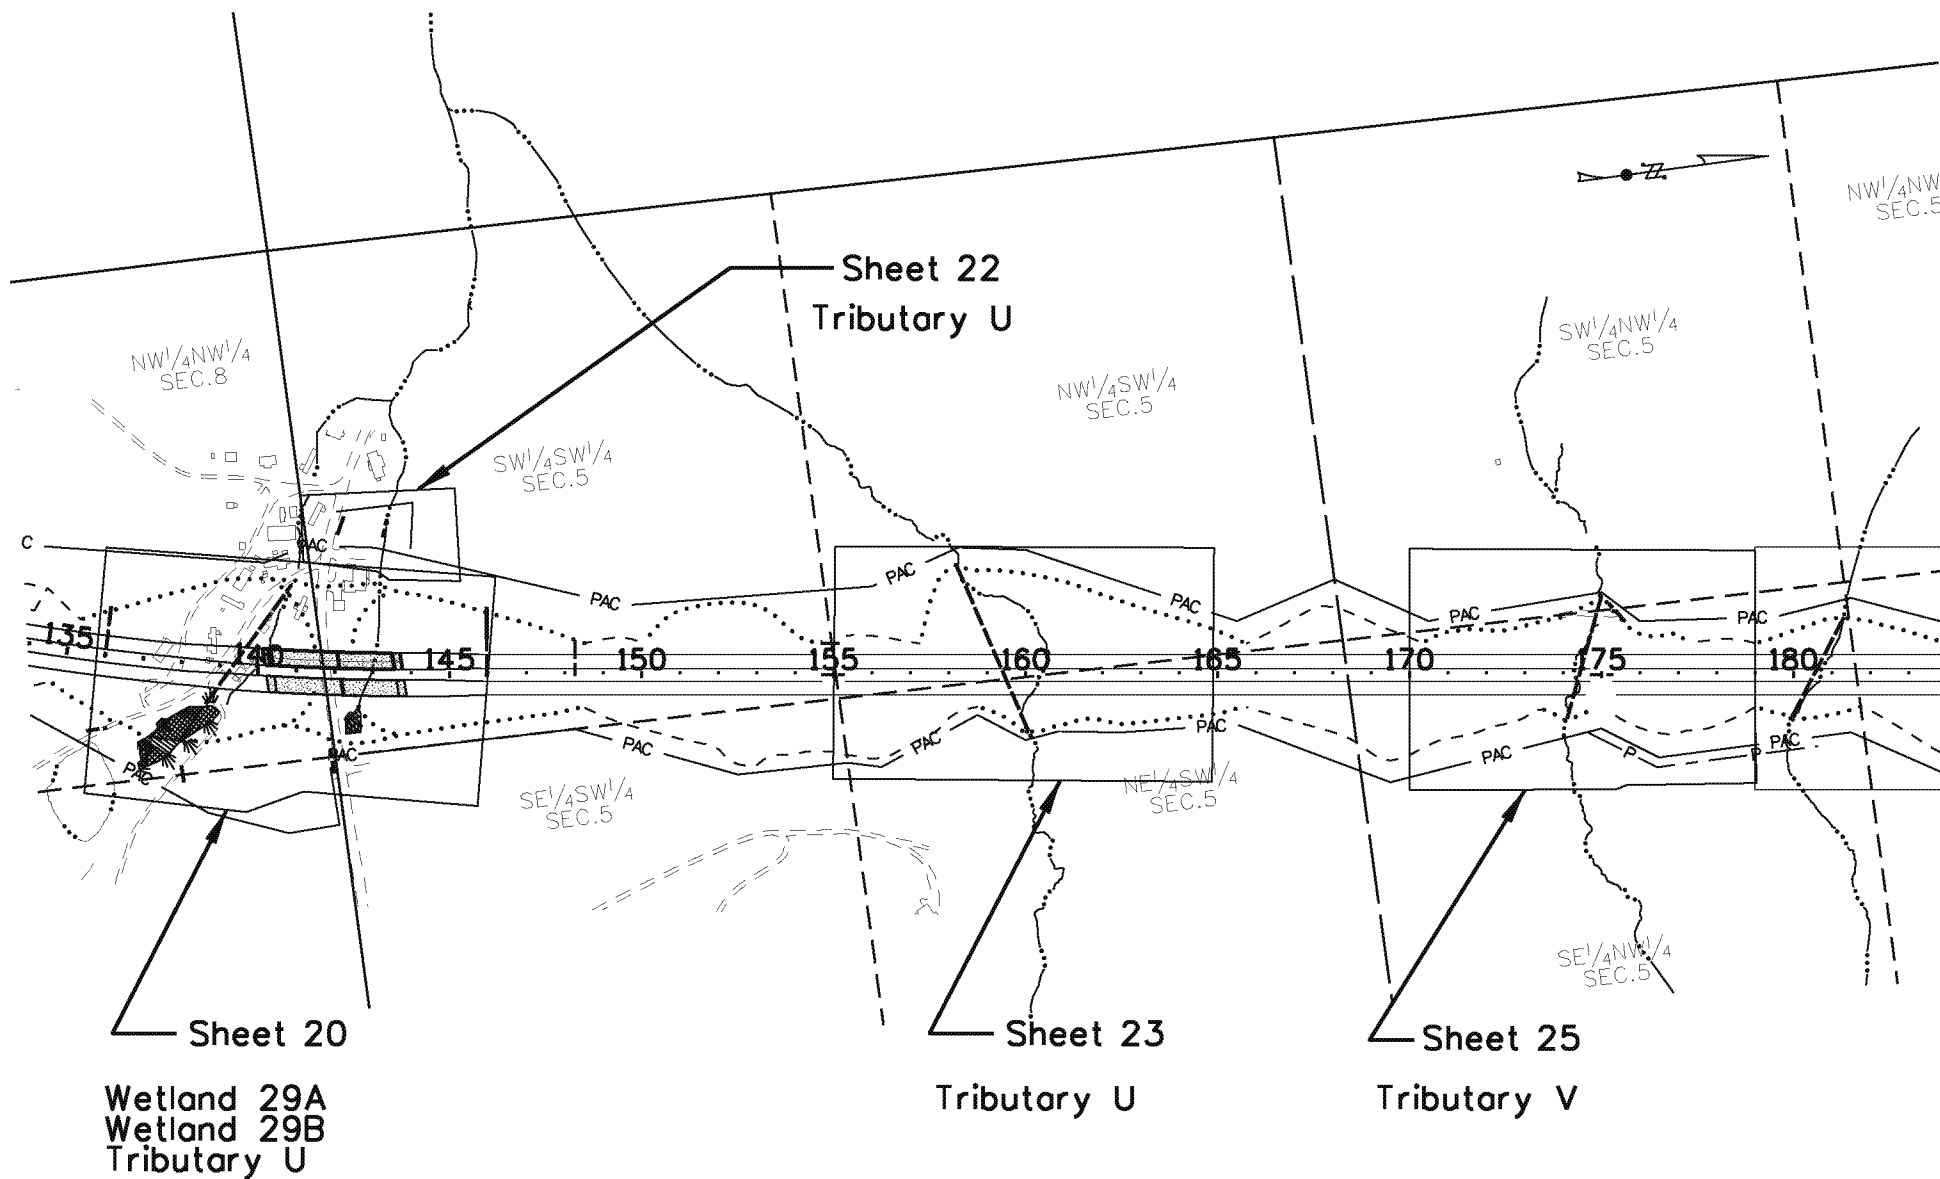 NW1/4NW
SEC.5
N
Sheet 22
Tributary U
NW1/4NW1/4
SEC.8
SW1/4NW1/4
SEC.5
NW1/4SW1/4
SEC.5
SW1/4SW1/4
SEC.5
C
PAC
PAC
PAC
PAC
PAC
PAC
135
140
145
150
155
160
165
170
175
180
PAC
PAC
PAC
PAC
PAC
PAC
PAC
P
P
SE1/4SW1/4
SEC.5
NE1/4SW1/4
SEC.5
SE1/4NW1/4
SEC.5
Sheet 20
Wetland 29A
Wetland 29B
Tributary U
Sheet 23
Tributary U
Sheet 25
Tributary V